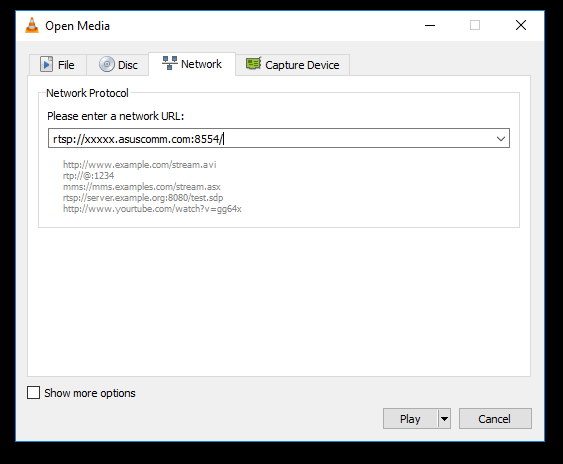 Open Media
File Disc Network Capture Device
Network Protocol
Please enter a network URL:
rtsp://xxxxx.asuscomm.com:8554/
http://www.example.com/stream.avi
rtp://@:1234
mms://mms.examples.com/stream.asx
rtsp://server.example.org:8080/test.sdp
http://www.yourtube.com/watch?v=gg64x
Show more options
Play Cancel